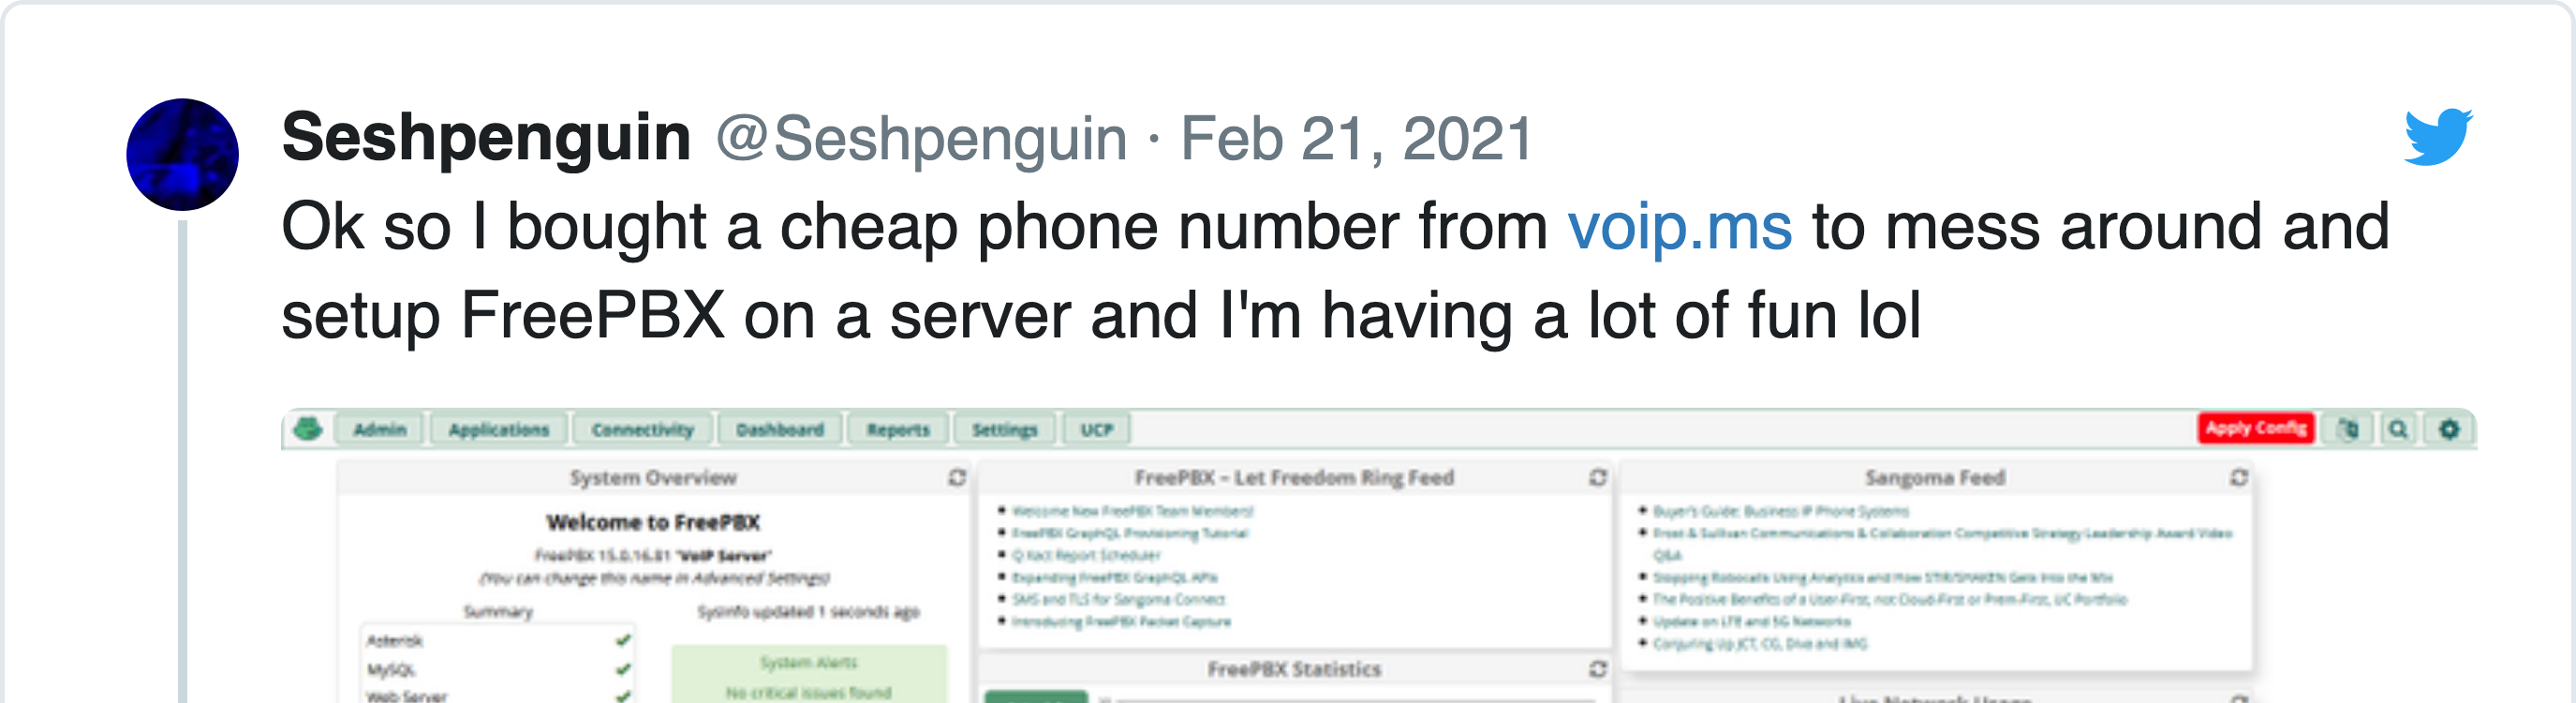 Seshpenguin @Seshpenguin · Feb 21, 2021
Ok so I bought a cheap phone number from voip.ms to mess around and
setup FreePBX on a server and I'm having a lot of fun lol
Admin Applications Connectivity Dashboard Reports Settings UCP Apply Config
System Overview
Welcome to FreePBX
FreePBX 15.0.16.81 "VoIP Server"
(You can change this name in Advanced Settings)
Summary
Sysinfo updated 1 seconds ago
Asterisk
MySQL
Web Server
System Alerts
No critical issues found
FreePBX – Let Freedom Ring Feed
Welcome New FreePBX Team Members!
FreePBX GraphQL Provisioning Tutorial
Q Xact Report Scheduler
Expanding FreePBX GraphQL APIs
SMS and TLS for Sangoma Connect
Introducing FreePBX Packet Capture
FreePBX Statistics
Sangoma Feed
Buyer's Guide: Business IP Phone Systems
Frost & Sullivan Communications & Collaboration Competitive Strategy Leadership Award Video
Q&A
Stopping Robocalls Using Analytics and How STIR/SHAKEN Gets Into the Mix
The Positive Benefits of a User-First, not Cloud-First or Prem-First, UC Portfolio
Update on LTE and 5G Networks
Conjuring Up JCT, CG, Diva and IMG
Live Network Usage